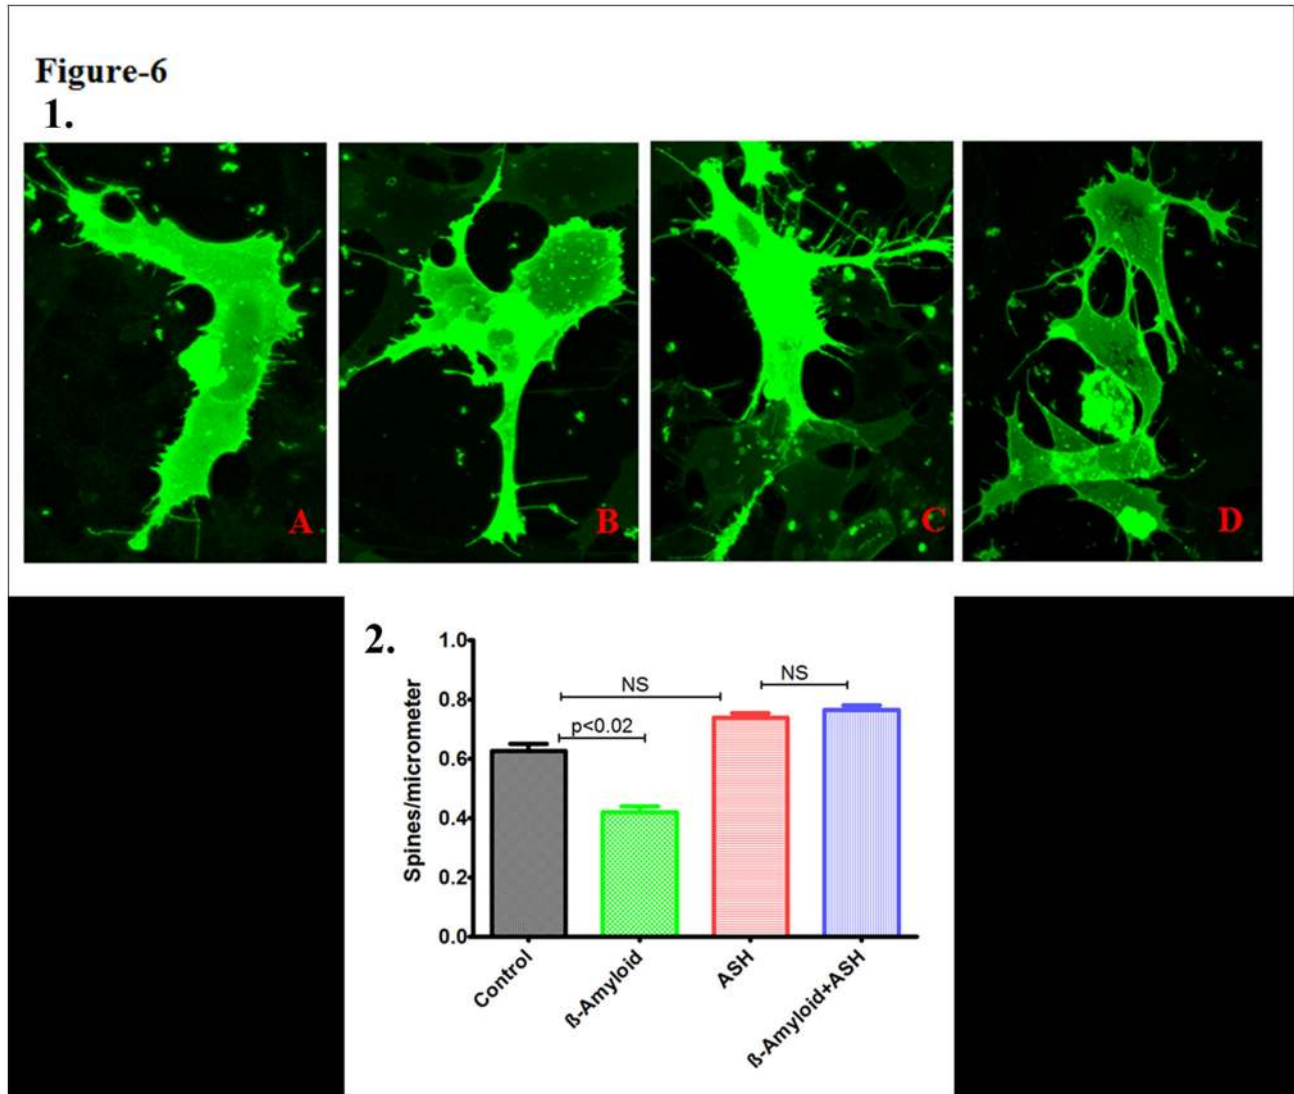 Figure-6
1.
A B C D
2.
Spines/micrometer
1.0
0.8
0.6
0.4
0.2
0.0
NS
NS
p<0.02
Control
ß-Amyloid
ASH
ß-Amyloid+ASH